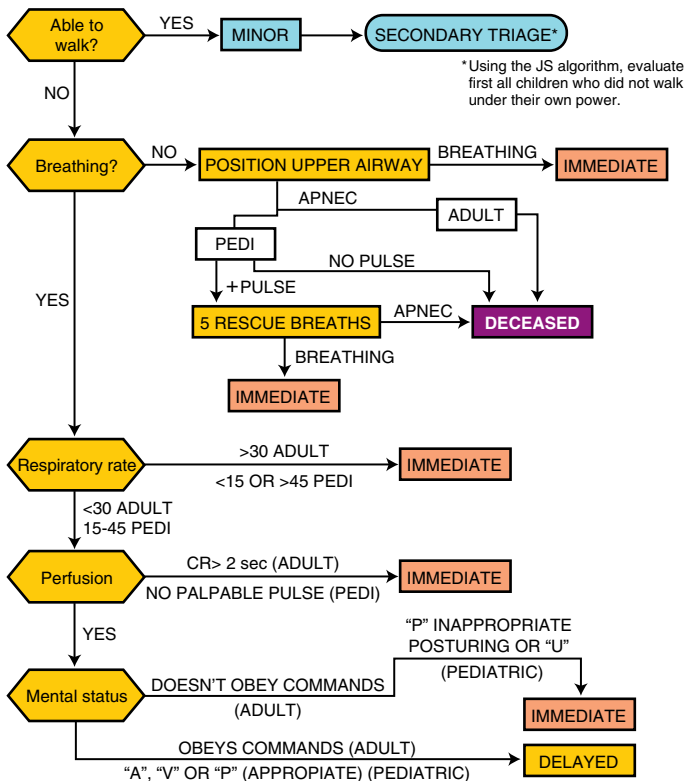 Able to
walk?
YES
MINOR
SECONDARY TRIAGE*
*Using the JS algorithm, evaluate
first all children who did not walk
under their own power.
NO
Breathing?
NO
POSITION UPPER AIRWAY
BREATHING
IMMEDIATE
APNEC
ADULT
PEDI
NO PULSE
+PULSE
YES
5 RESCUE BREATHS
APNEC
DECEASED
BREATHING
IMMEDIATE
Respiratory rate
>30 ADULT
<15 OR >45 PEDI
IMMEDIATE
<30 ADULT
15-45 PEDI
Perfusion
CR> 2 sec (ADULT)
NO PALPABLE PULSE (PEDI)
IMMEDIATE
YES
"P" INAPPROPRIATE
POSTURING OR "U"
(PEDIATRIC)
Mental status
DOESN'T OBEY COMMANDS
(ADULT)
IMMEDIATE
OBEYS COMMANDS (ADULT)
"A", "V" OR "P" (APPROPIATE) (PEDIATRIC)
DELAYED